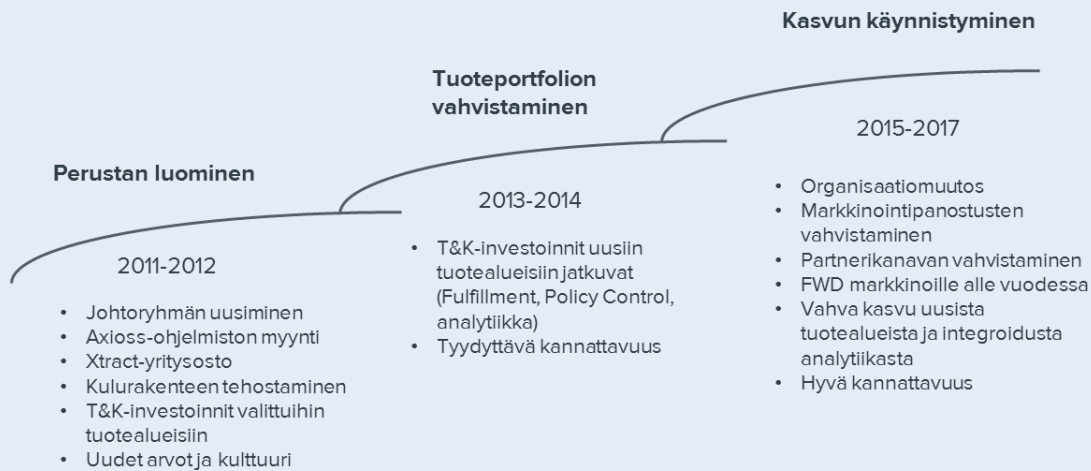 Perustan luominen
2011-2012
• Johtoryhmän uusiminen
• Axioss-ohjelmiston myynti
• Xtract-yritysosto
• Kulurakenteen tehostaminen
• T&K-investoinnit valittuihin
tuotealueisiin
• Uudet arvot ja kulttuuri
Tuoteportfolion
vahvistaminen
2013-2014
• T&K-investoinnit uusiin
tuotealueisiin jatkuvat
(Fulfillment, Policy Control,
analytiikka)
• Tyydyttävä kannattavuus
Kasvun käynnistyminen
2015-2017
• Organisaatiomuutos
• Markkinointipanostusten
vahvistaminen
• Partnerikanavan vahvistaminen
• FWD markkinoille alle vuodessa
• Vahva kasvu uusista
tuotealueista ja integroidusta
analytiikasta
• Hyvä kannattavuus